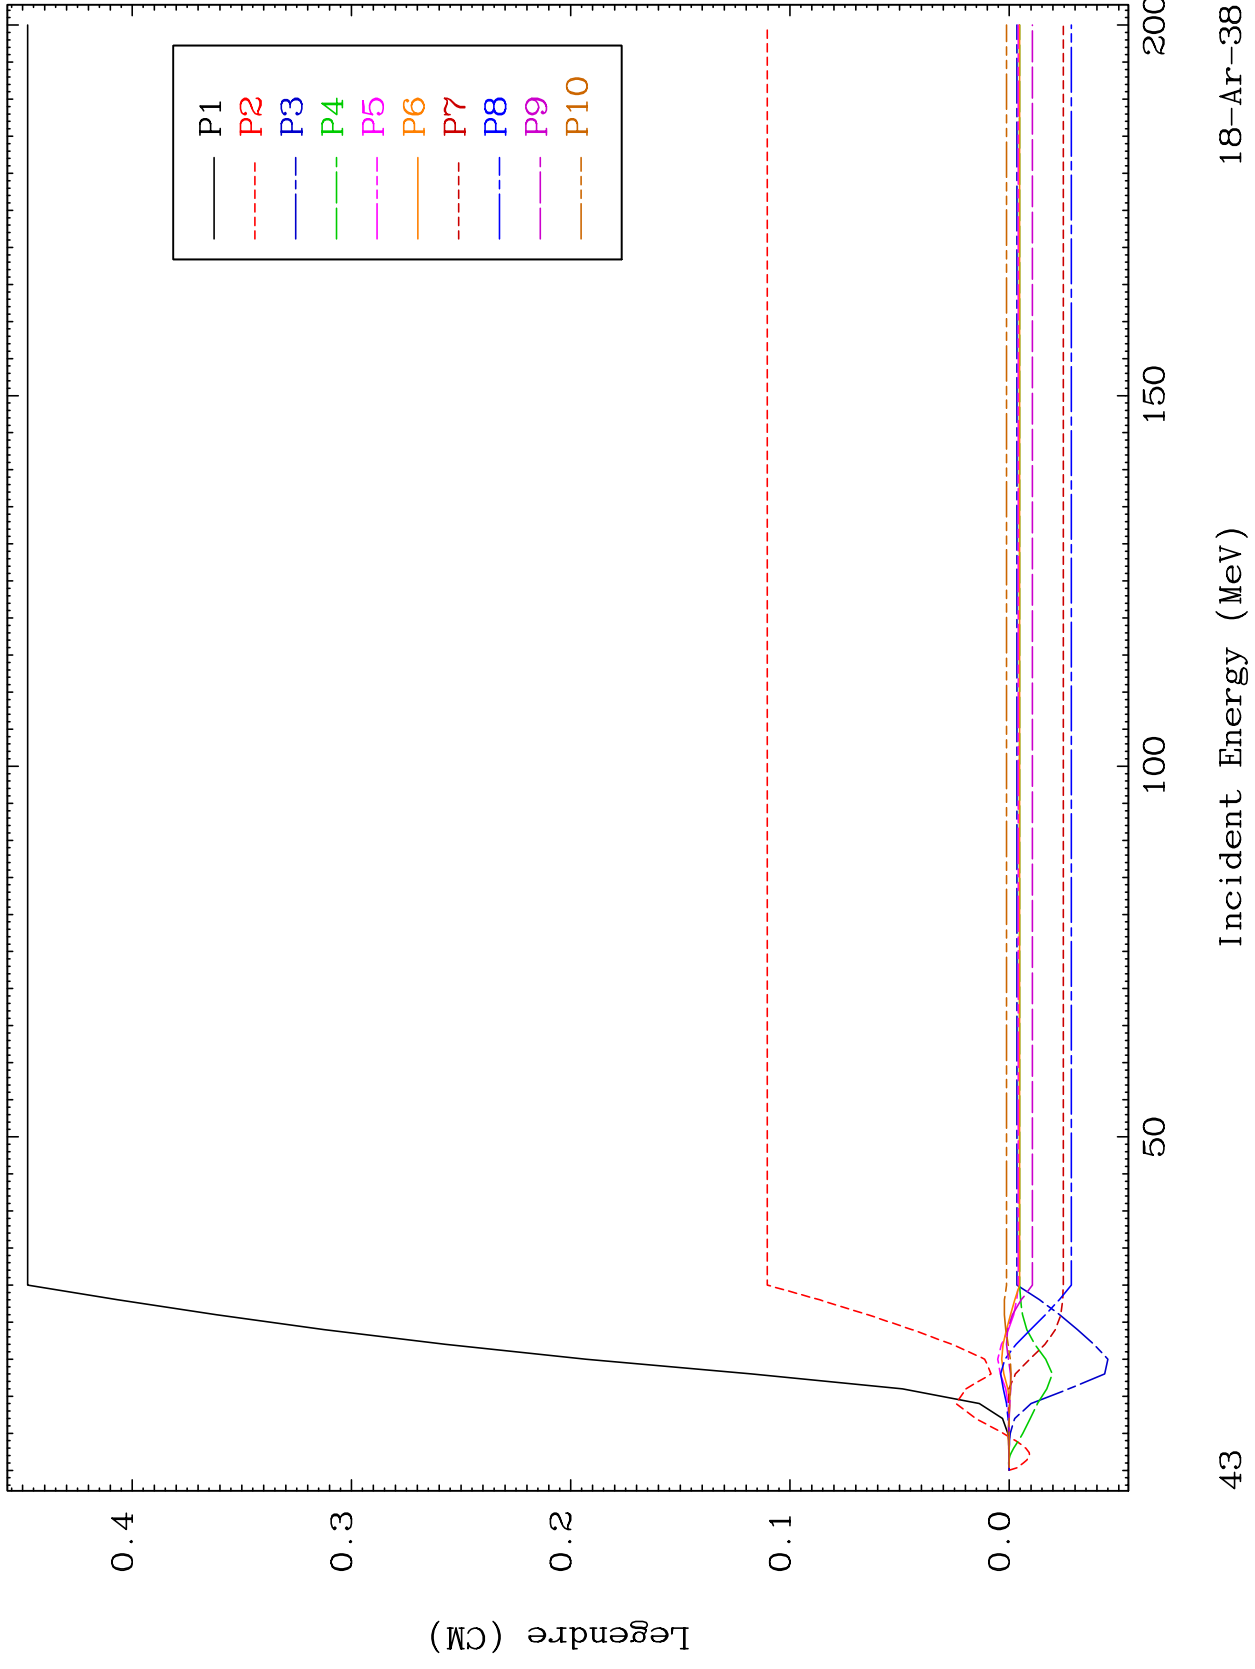 P1
P2
P3
P4
P5
P6
P7
P8
P9
P10
0.4
0.3
0.2
0.1
0.0
Legendre (CM)
50
100
150
200
Incident Energy (MeV)
43
18-Ar-38